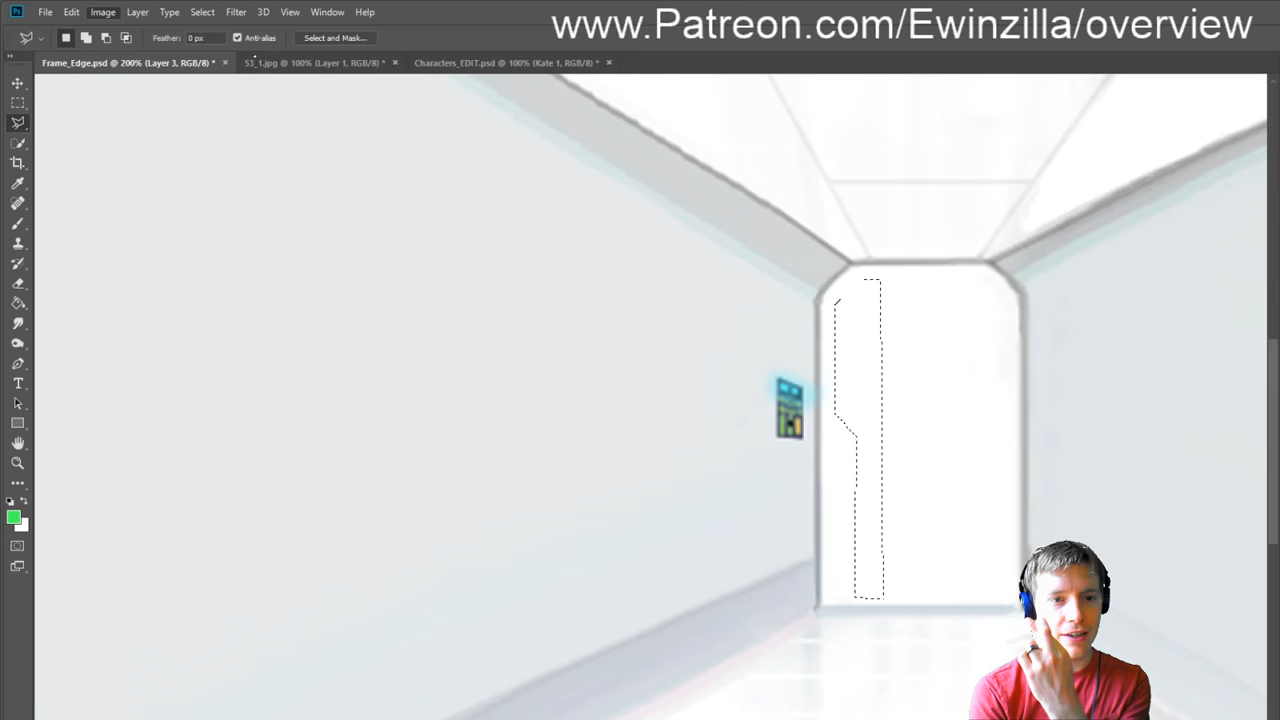 www.Patreon.com/Ewinzilla/overview
Ps File Edit Image Layer Type Select Filter 3D View Window Help
Feather: 0 px Anti-alias Select and Mask...
Frame_Edge.psd @ 200% (Layer 3, RGB/8) * × 53_1.jpg @ 100% (Layer 1, RGB/8) * × Characters_EDIT.psd @ 100% (Kate 1, RGB/8) * ×